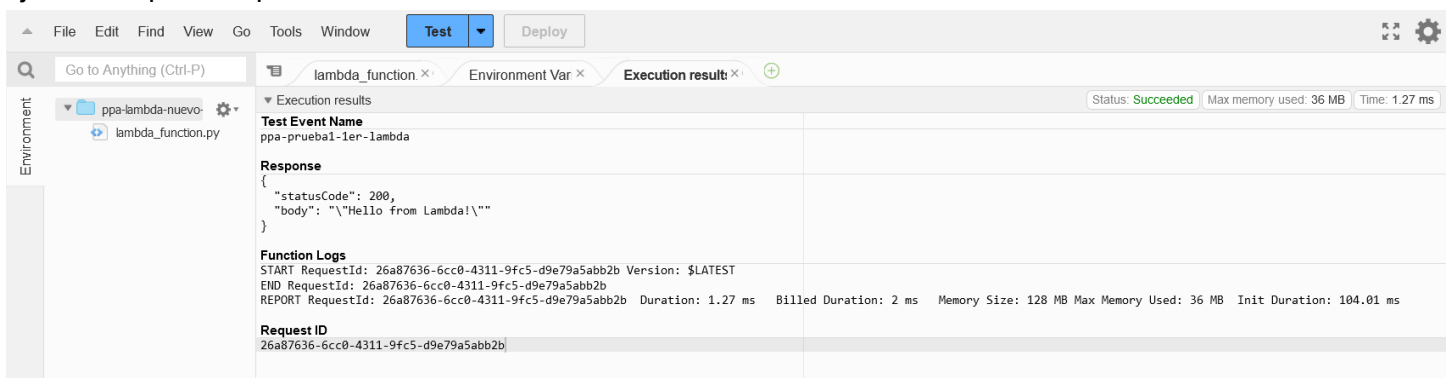 File Edit Find View Go Tools Window Test Deploy
Go to Anything (Ctrl-P)
lambda_function. Environment Var Execution result
Environment
ppa-lambda-nuevo-
lambda_function.py
Execution results
Status: Succeeded Max memory used: 36 MB Time: 1.27 ms
Test Event Name
ppa-prueba1-1er-lambda
Response
{
  "statusCode": 200,
  "body": "\"Hello from Lambda!\""
}
Function Logs
START RequestId: 26a87636-6cc0-4311-9fc5-d9e79a5abb2b Version: $LATEST
END RequestId: 26a87636-6cc0-4311-9fc5-d9e79a5abb2b
REPORT RequestId: 26a87636-6cc0-4311-9fc5-d9e79a5abb2b  Duration: 1.27 ms   Billed Duration: 2 ms   Memory Size: 128 MB Max Memory Used: 36 MB  Init Duration: 104.01 ms
Request ID
26a87636-6cc0-4311-9fc5-d9e79a5abb2b